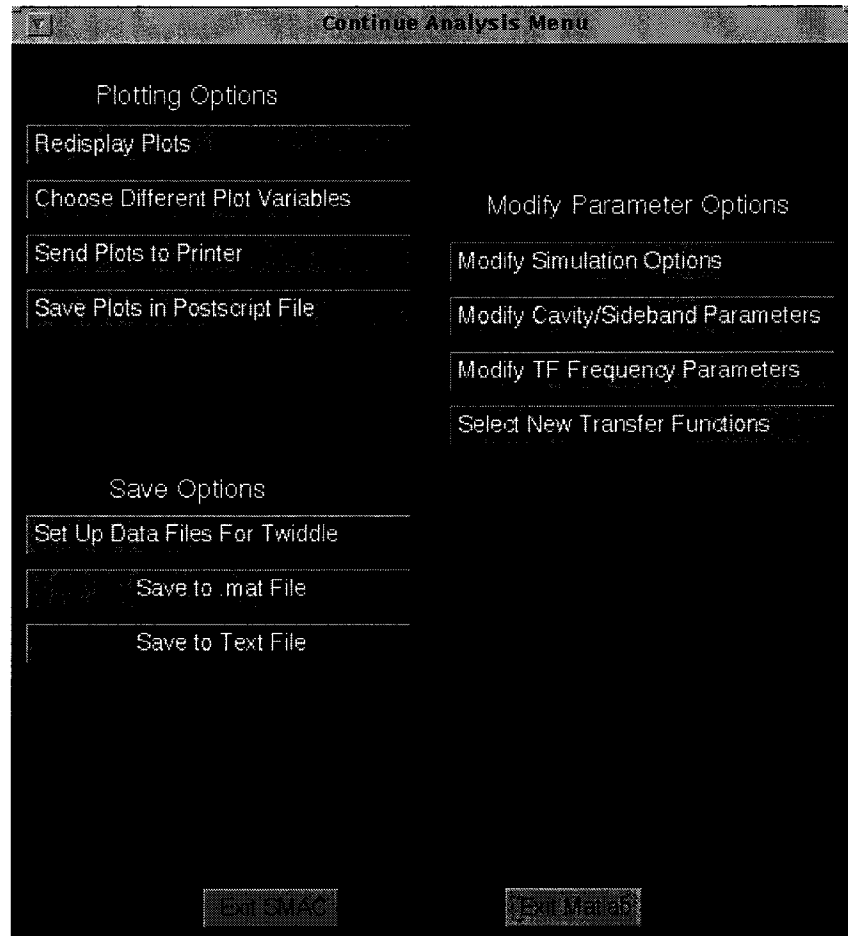 Continue Analysis Menu
Plotting Options
Redisplay Plots
Choose Different Plot Variables
Send Plots to Printer
Save Plots in Postscript File
Modify Parameter Options
Modify Simulation Options
Modify Cavity/Sideband Parameters
Modify TF Frequency Parameters
Select New Transfer Functions
Save Options
Set Up Data Files For Twiddle
Save to .mat File
Save to Text File
Exit SMAC
Exit Matlab